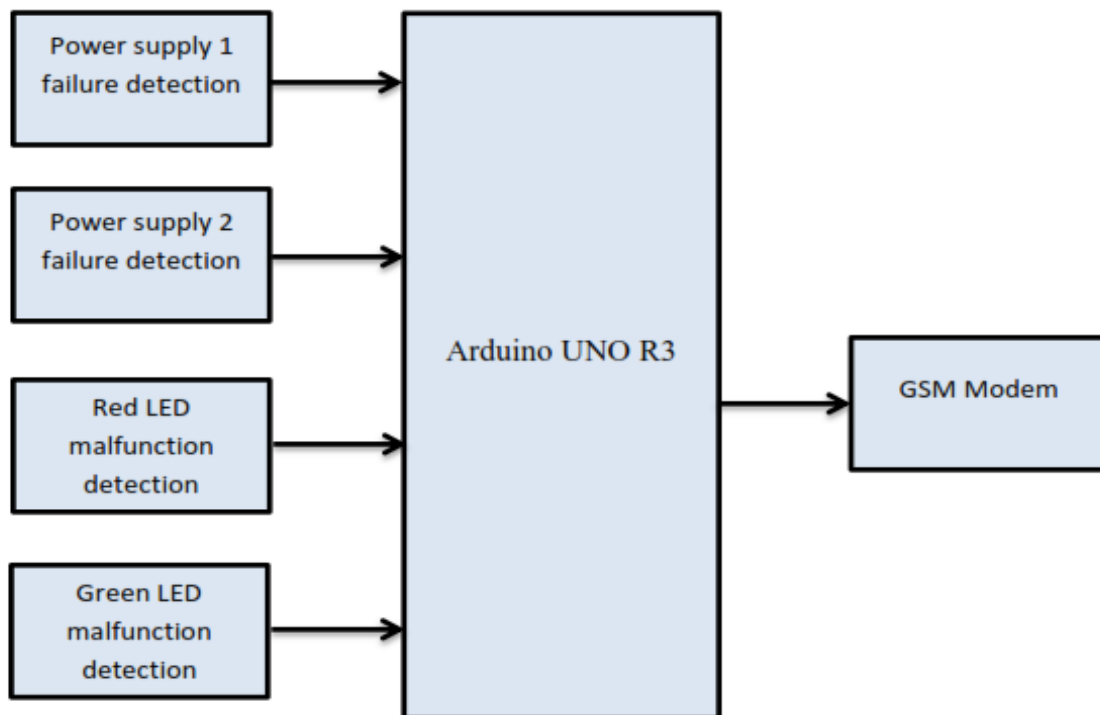 Power supply 1
failure detection
Power supply 2
failure detection
Red LED
malfunction
detection
Green LED
malfunction
detection
Arduino UNO R3
GSM Modem